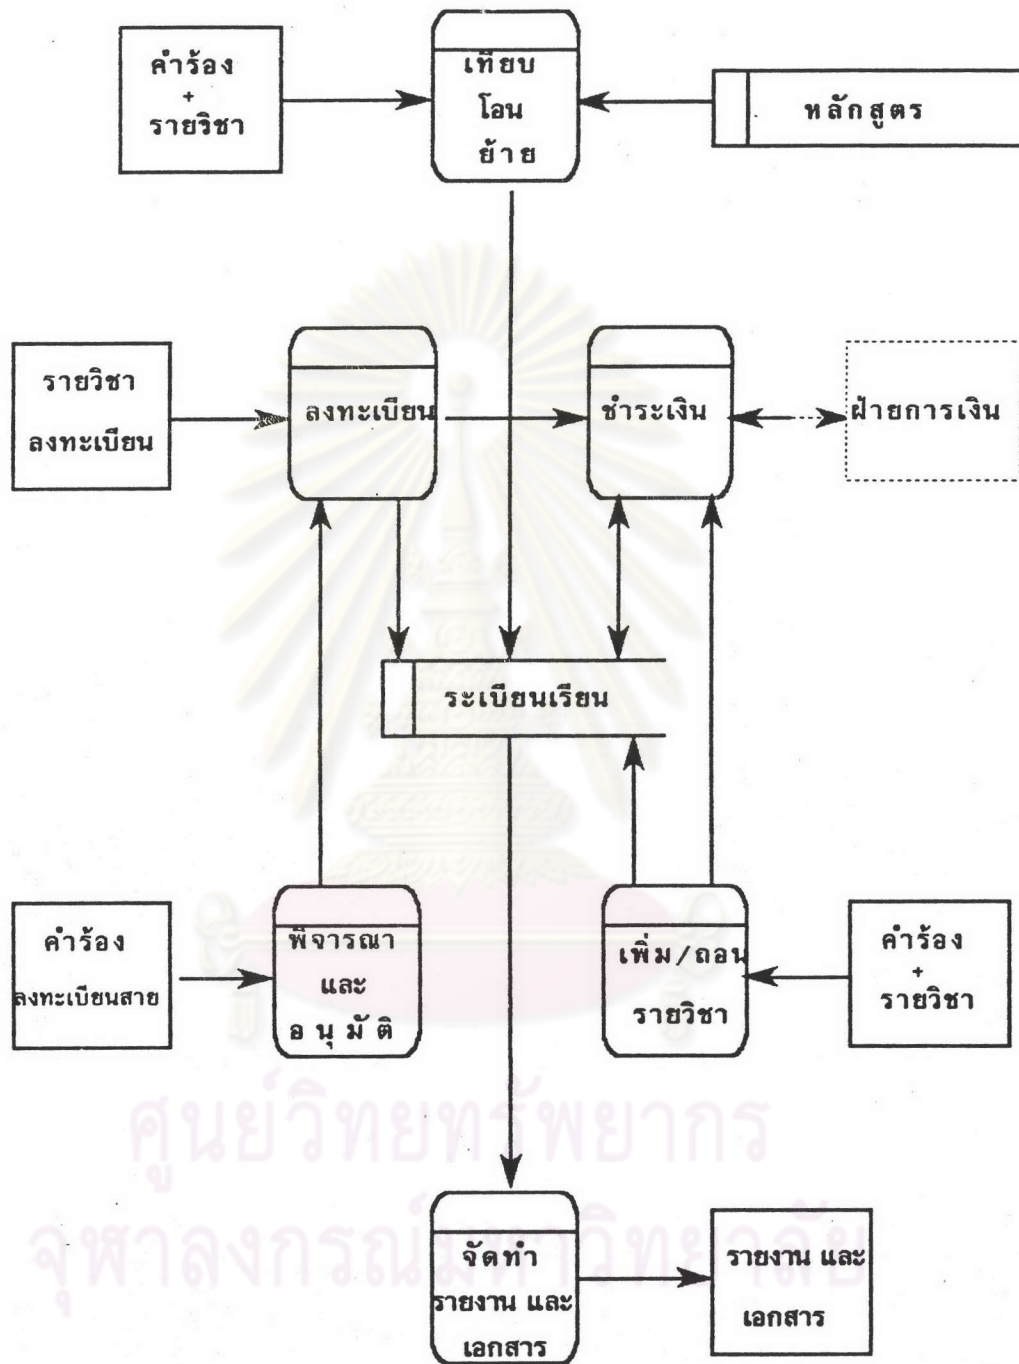 คำร้อง
+
รายวิชา
เทียบ
โอน
ย้าย
หลักสูตร
รายวิชา
ลงทะเบียน
ลงทะเบียน
ชำระเงิน
ฝ่ายการเงิน
ระเบียนเรียน
คำร้อง
ลงทะเบียนสาย
พิจารณา
และ
อนุมัติ
เพิ่ม/ถอน
รายวิชา
คำร้อง
+
รายวิชา
ศูนย์วิทยทรัพยากร
จุฬาลงกรณ์มหาวิทยาลัย
จัดทำ
รายงาน และ
เอกสาร
รายงาน และ
เอกสาร